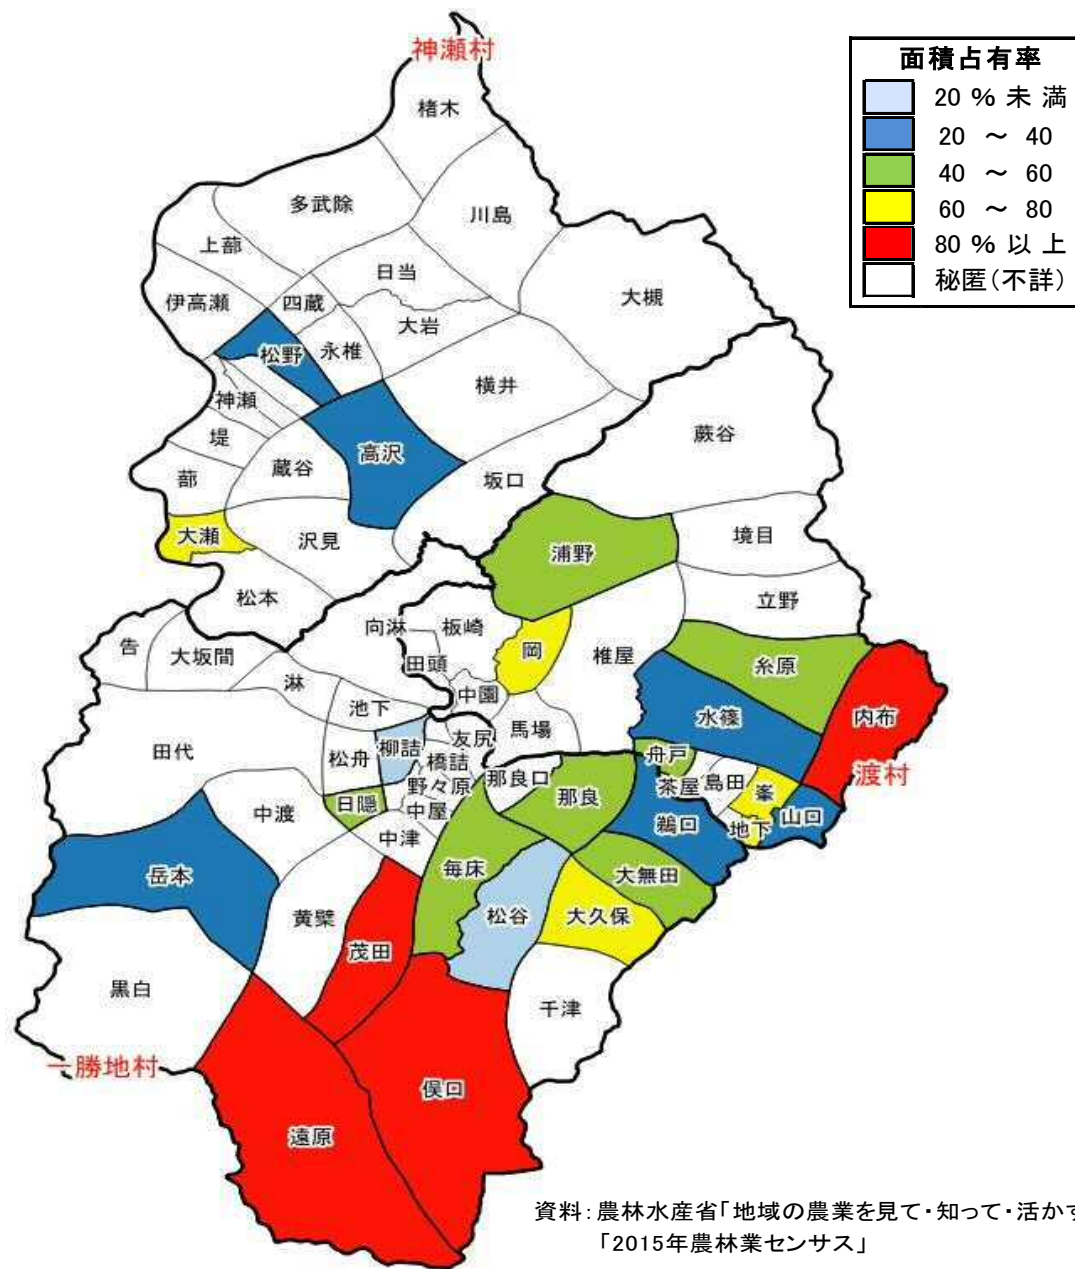 神瀬村
面積占有率
20 % 未 満
20 ～ 40
40 ～ 60
60 ～ 80
80 % 以 上
秘匿(不詳)
楮木
多武除
川島
上蔀
日当
大槻
伊高瀬
四蔵
大岩
松野
永椎
横井
神瀬
蕨谷
堤
高沢
蔵谷
坂口
蔀
大瀬
沢見
浦野
境目
松本
立野
向淋
板崎
告
大坂間
岡
椎屋
糸原
田頭
淋
中園
池下
水篠
内布
馬場
友尻
柳詰
田代
松舟
橋詰
舟戸
渡村
那良口
野々原
茶屋
島田
峯
那良
日隠
中屋
中渡
山口
鵜口
地下
中津
毎床
大無田
岳本
黄檗
松谷
大久保
茂田
黒白
千津
一勝地村
俣口
遠原
資料:農林水産省「地域の農業を見て・知って・活かす
「2015年農林業センサス」